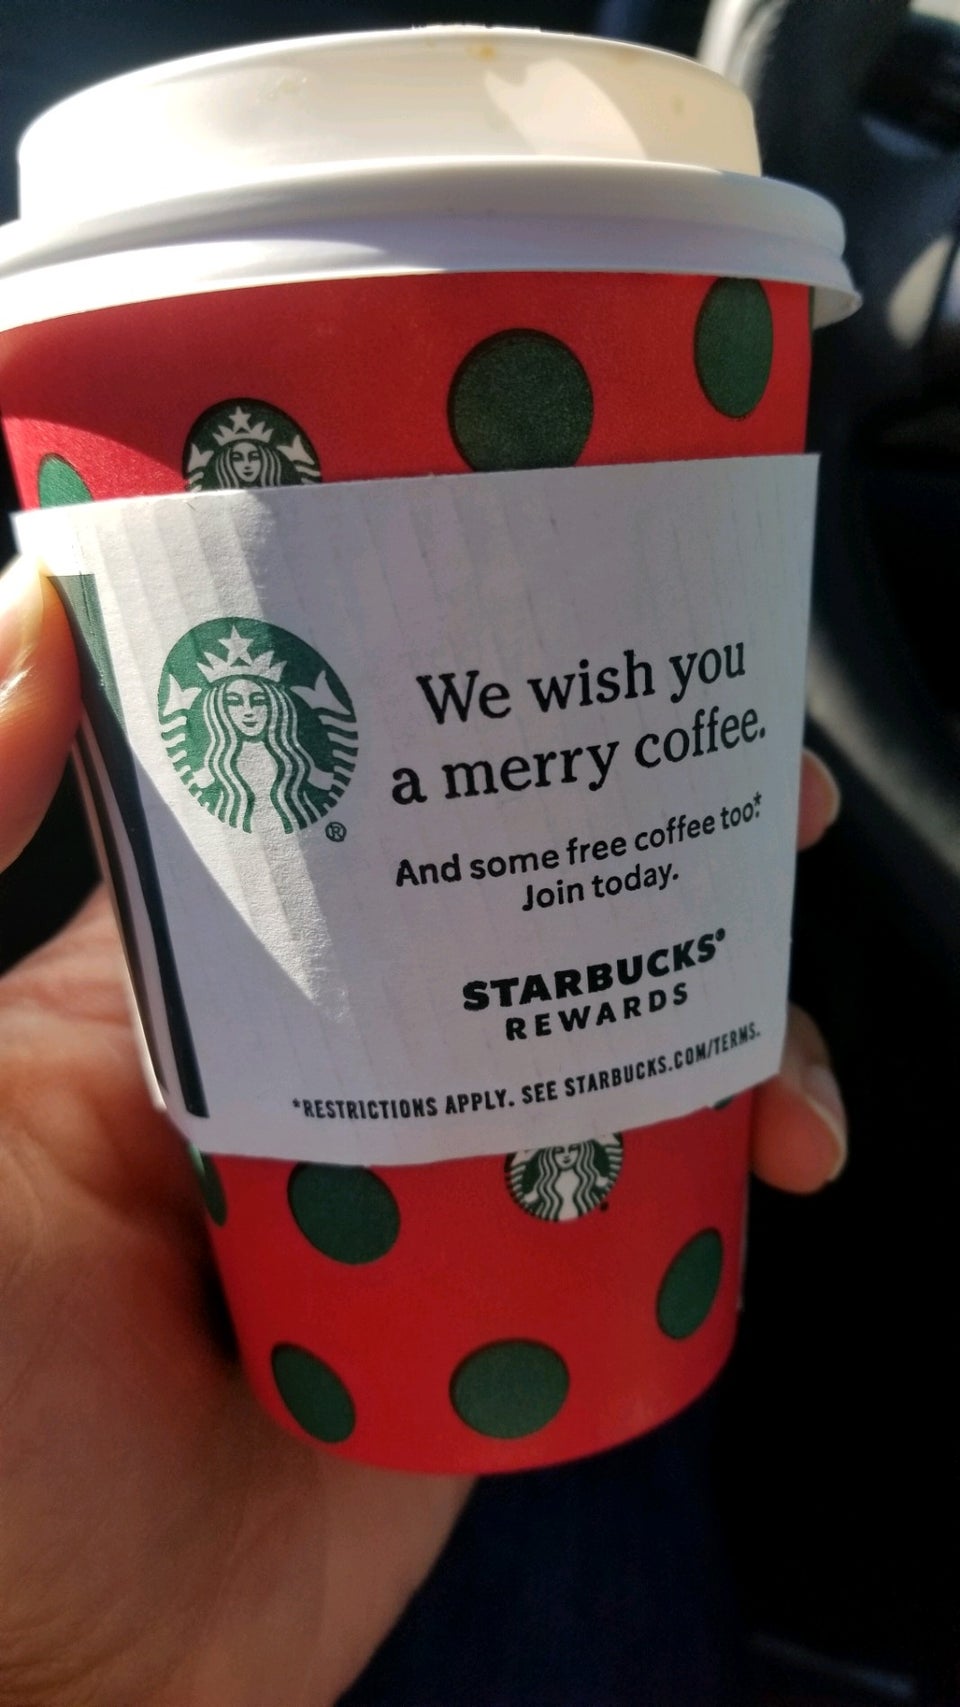 We wish you
a merry coffee.
And some free coffee too.*
Join today.
STARBUCKS®
REWARDS
*RESTRICTIONS APPLY. SEE STARBUCKS.COM/TERMS.
®